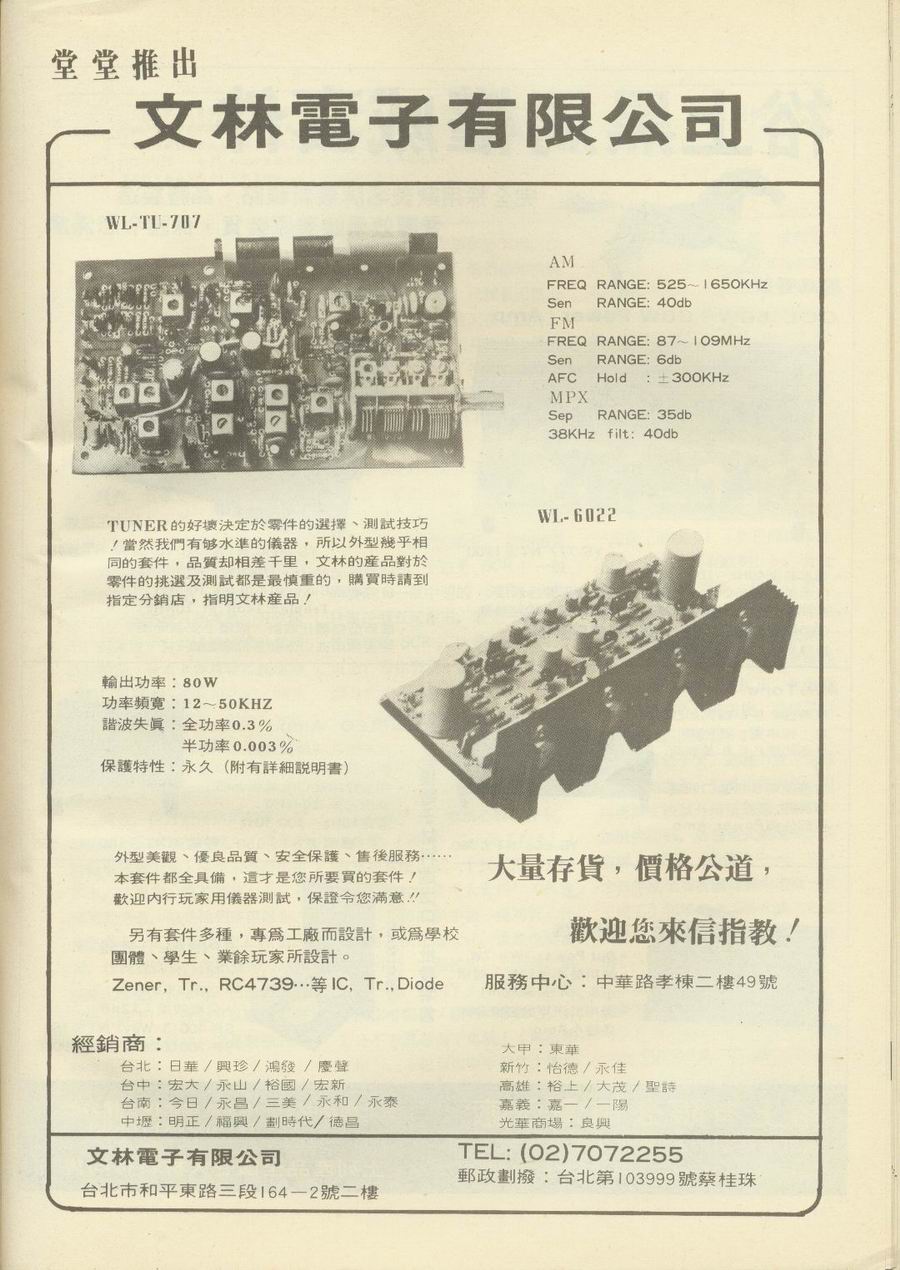 堂堂推出
文林電子有限公司
WL-TU-707
AM
FREQ RANGE: 525～1650KHz
Sen RANGE: 40db
FM
FREQ RANGE: 87～109MHz
Sen RANGE: 6db
AFC Hold : ±300KHz
MPX
Sep RANGE: 35db
38KHz filt: 40db
TUNER的好壞決定於零件的選擇、測試技巧
！當然我們有够水準的儀器，所以外型幾乎相
同的套件，品質却相差千里，文林的產品對於
零件的挑選及測試都是最慎重的，購買時請到
指定分銷店，指明文林產品！
WL-6022
輸出功率：80W
功率頻寬：12～50KHZ
諧波失眞：全功率0.3％
半功率0.003％
保護特性：永久（附有詳細説明書）
外型美觀、優良品質、安全保護、售後服務……
本套件都全具備，這才是您所要買的套件！
歡迎内行玩家用儀器測試，保證令您滿意！！
另有套件多種，專爲工廠而設計，或爲學校
團體、學生、業餘玩家所設計。
Zener, Tr., RC4739…等IC, Tr., Diode
大量存貨，價格公道，
歡迎您來信指教！
服務中心：中華路孝棟二樓49號
經銷商：
台北：日華／興珍／鴻發／慶聲
台中：宏大／永山／裕國／宏新
台南：今日／永昌／三美／永和／永泰
中壢：明正／福興／劃時代／德昌
大甲：東華
新竹：怡德／永佳
高雄：裕上／大茂／聖詩
嘉義：嘉一／一陽
光華商場：良興
文林電子有限公司
台北市和平東路三段164—2號二樓
TEL: (02)7072255
郵政劃撥：台北第103999號蔡桂珠